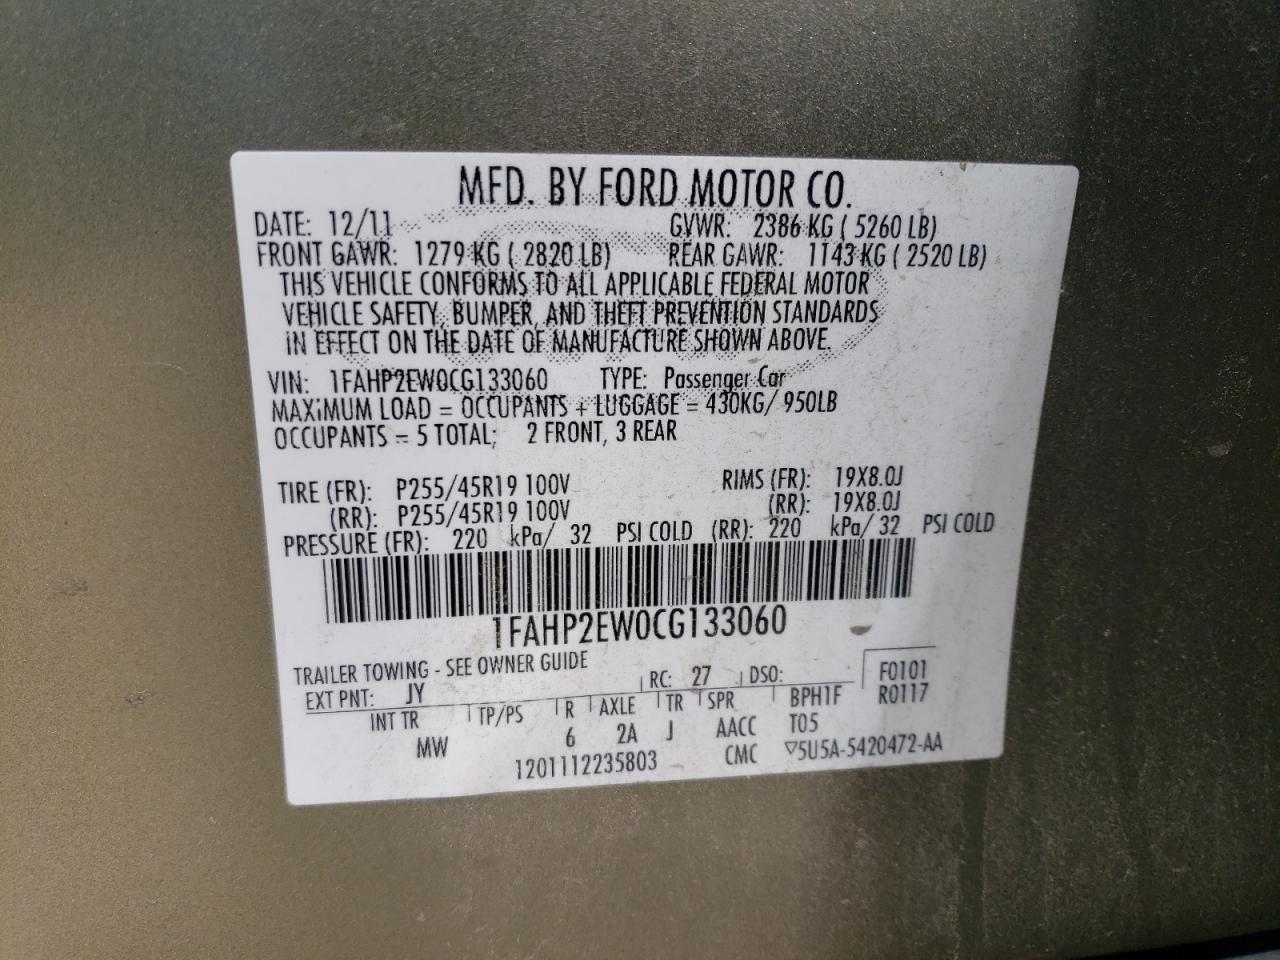 MFD. BY FORD MOTOR CO.
DATE: 12/11 GVWR: 2386 KG ( 5260 LB)
FRONT GAWR: 1279 KG ( 2820 LB) REAR GAWR: 1143 KG ( 2520 LB)
THIS VEHICLE CONFORMS TO ALL APPLICABLE FEDERAL MOTOR
VEHICLE SAFETY, BUMPER, AND THEFT PREVENTION STANDARDS
IN EFFECT ON THE DATE OF MANUFACTURE SHOWN ABOVE.
VIN: 1FAHP2EW0CG133060 TYPE: Passenger Car
MAXIMUM LOAD = OCCUPANTS + LUGGAGE = 430KG/ 950LB
OCCUPANTS = 5 TOTAL; 2 FRONT, 3 REAR
TIRE (FR): P255/45R19 100V RIMS (FR): 19X8.0J
(RR): P255/45R19 100V (RR): 19X8.0J
PRESSURE (FR): 220 kPa/ 32 PSI COLD (RR): 220 kPa/ 32 PSI COLD
1FAHP2EW0CG133060
TRAILER TOWING - SEE OWNER GUIDE
EXT PNT: JY RC: 27 DSO: F0101
INT TR TP/PS R AXLE TR SPR BPH1F R0117
MW 6 2A J AACC T05
1201112235803 CMC ▽5U5A-5420472-AA